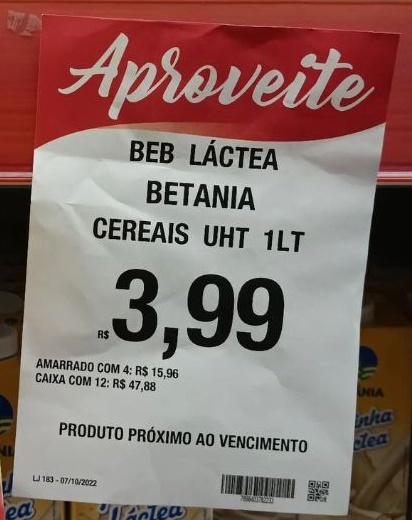 Aproveite
BEB LÁCTEA
BETANIA
CEREAIS UHT 1LT
R$ 3,99
AMARRADO COM 4: R$ 15,96
CAIXA COM 12: R$ 47,88
PRODUTO PRÓXIMO AO VENCIMENTO
LJ 183 - 07/10/2022
Láctea